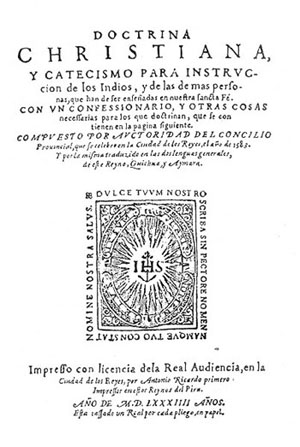 DOCTRINA
CHRISTIANA,
Y CATECISMO PARA INSTRVC-
cion de los Indios, y de las de mas perso-
nas, que han de ser enseñadas en nuestra sancta Fé.
CON VN CONFESSIONARIO, Y OTRAS COSAS
necessarias para los que doctrinan, que se con
tienen en la pagina siguiente.
COMPVESTO POR AVCTORIDAD DEL CONCILIO
Provincial, que se celebro en la Ciudad de los Reyes, el año de 1583.
Y por la misma traduzido en las dos lenguas generales,
de este Reyno, Quichua, y Aymara.
DVLCE TVVM NOSTRO
SCRIBA SIN PECTORE NOMEN
NAMQVE TVO CONSTAT
NOMINE NOSTRA SALVS.
IHS
Impresso con licencia dela Real Audiencia, en la
Ciudad de los Reyes, por Antonio Ricardo primero
Impressor en estos Reynos del Piru.
AÑO DE M. D. LXXXIIII AÑOS.
Esta tassado un Real por cada pliego, en papel.